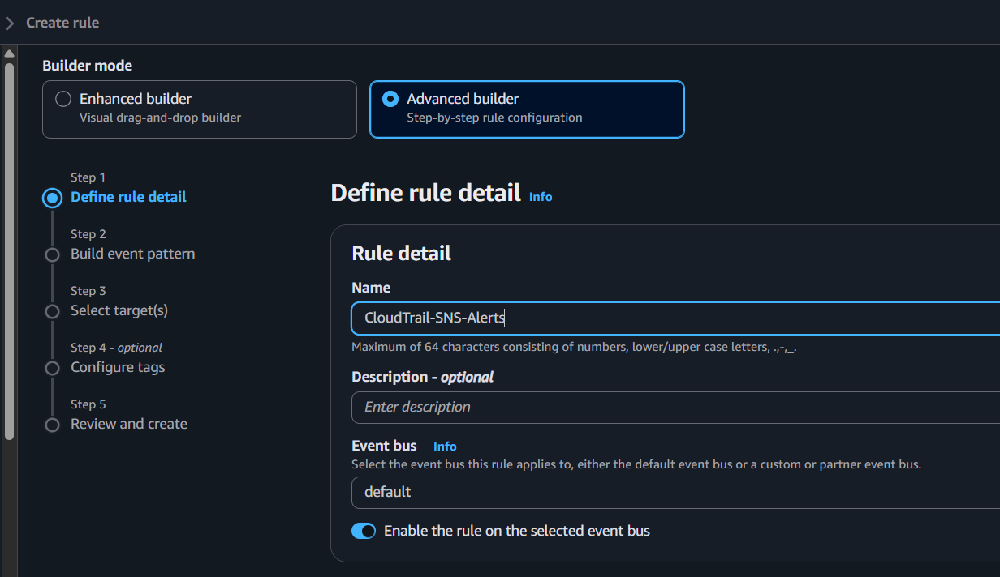 Create rule
Builder mode
Enhanced builder
Visual drag-and-drop builder
Advanced builder
Step-by-step rule configuration
Step 1
Define rule detail
Step 2
Build event pattern
Step 3
Select target(s)
Step 4 - optional
Configure tags
Step 5
Review and create
Define rule detail Info
Rule detail
Name
CloudTrail-SNS-Alerts
Maximum of 64 characters consisting of numbers, lower/upper case letters, .,-,_.
Description - optional
Enter description
Event bus Info
Select the event bus this rule applies to, either the default event bus or a custom or partner event bus.
default
Enable the rule on the selected event bus